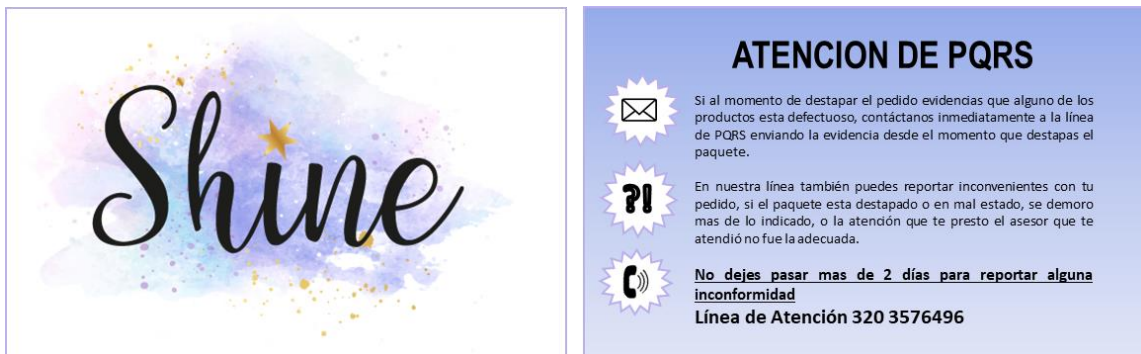 Shine
ATENCION DE PQRS
Si al momento de destapar el pedido evidencias que alguno de los
productos esta defectuoso, contáctanos inmediatamente a la línea
de PQRS enviando la evidencia desde el momento que destapas el
paquete.
?!
En nuestra línea también puedes reportar inconvenientes con tu
pedido, si el paquete esta destapado o en mal estado, se demoro
mas de lo indicado, o la atención que te presto el asesor que te
atendió no fue la adecuada.
No dejes pasar mas de 2 días para reportar alguna
inconformidad
Línea de Atención 320 3576496